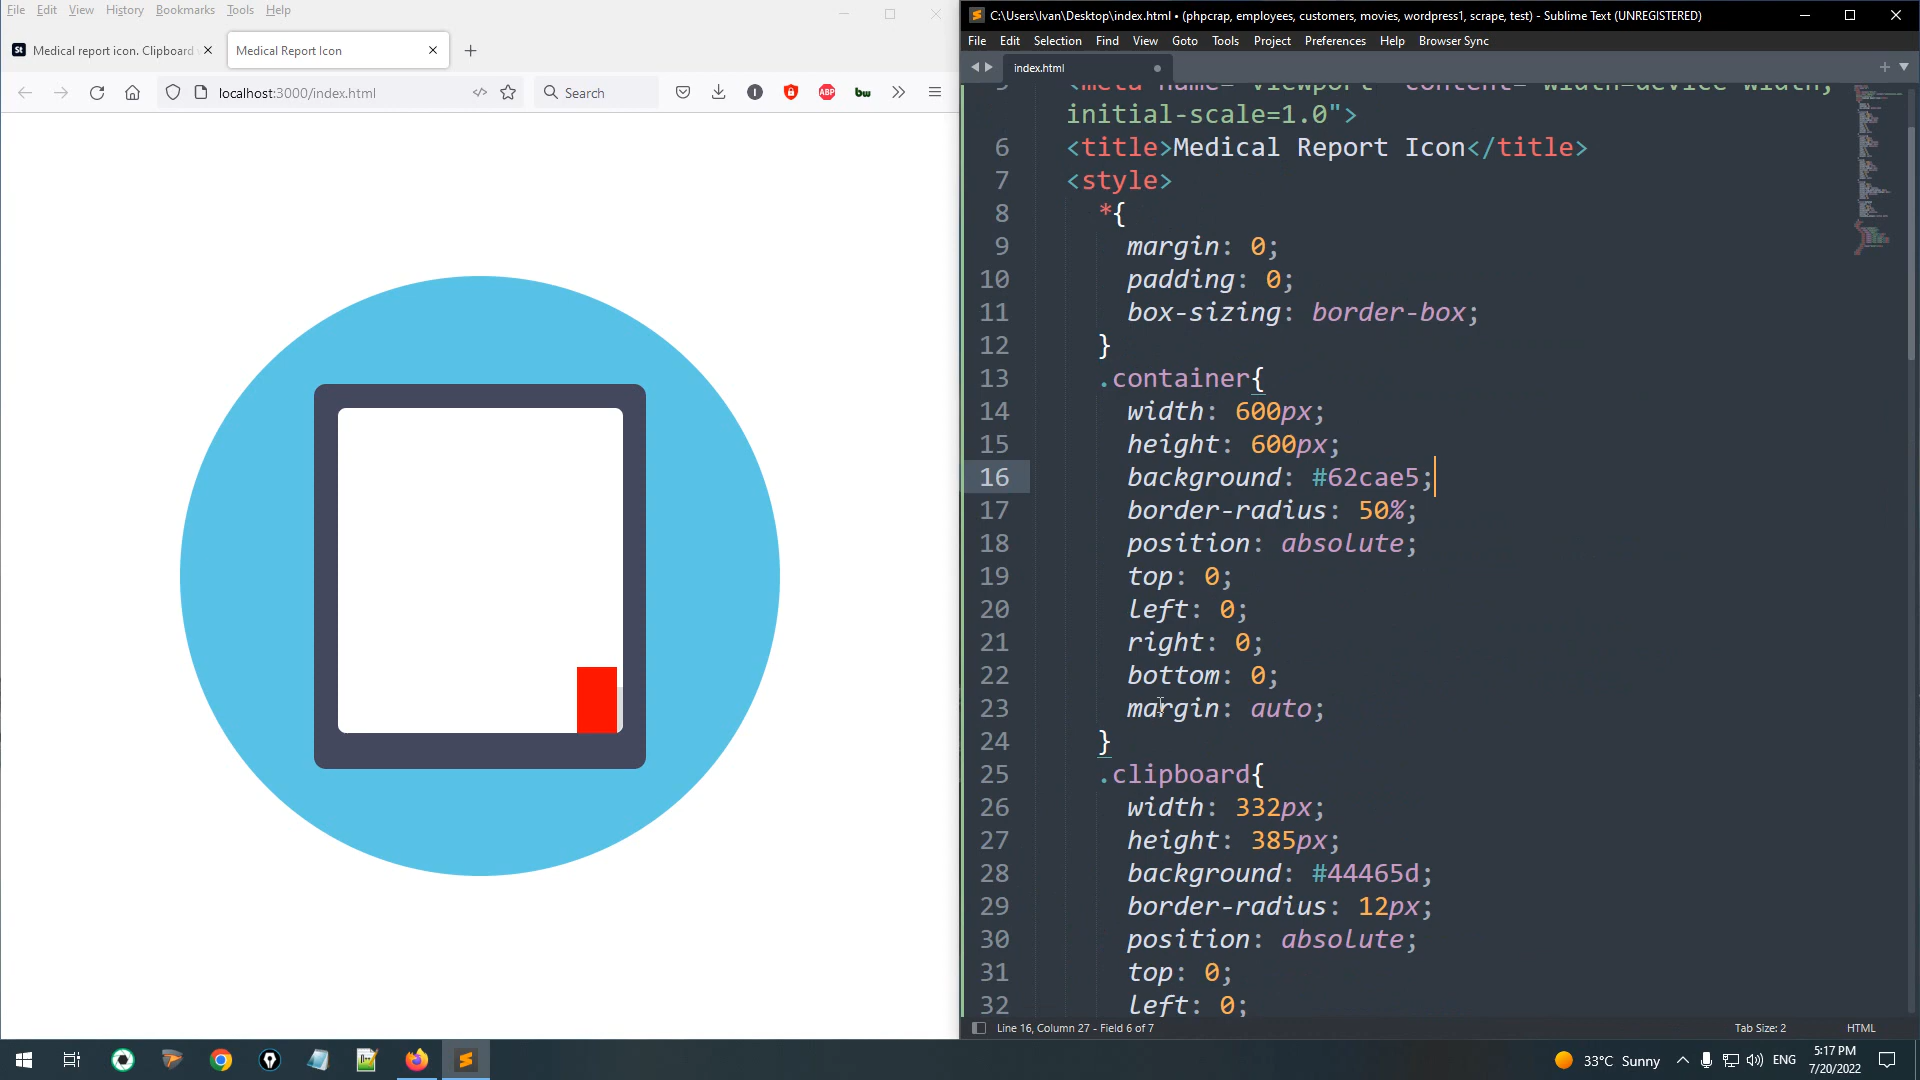 File Edit View History Bookmarks Tools Help
Medical report icon. Clipboard
Medical Report Icon
localhost:3000/index.html
Search
C:\Users\Ivan\Desktop\index.html • (phpcrap, employees, customers, movies, wordpress1, scrape, test) - Sublime Text (UNREGISTERED)
File Edit Selection Find View Goto Tools Project Preferences Help Browser Sync
index.html
5 <meta name="viewport" content="width=device-width,
initial-scale=1.0">
6 <title>Medical Report Icon</title>
7 <style>
8 *{
9 margin: 0;
10 padding: 0;
11 box-sizing: border-box;
12 }
13 .container{
14 width: 600px;
15 height: 600px;
16 background: #62cae5;
17 border-radius: 50%;
18 position: absolute;
19 top: 0;
20 left: 0;
21 right: 0;
22 bottom: 0;
23 margin: auto;
24 }
25 .clipboard{
26 width: 332px;
27 height: 385px;
28 background: #44465d;
29 border-radius: 12px;
30 position: absolute;
31 top: 0;
32 left: 0;
Line 16, Column 27 - Field 6 of 7
Tab Size: 2
HTML
33°C Sunny
ENG
5:17 PM
7/20/2022